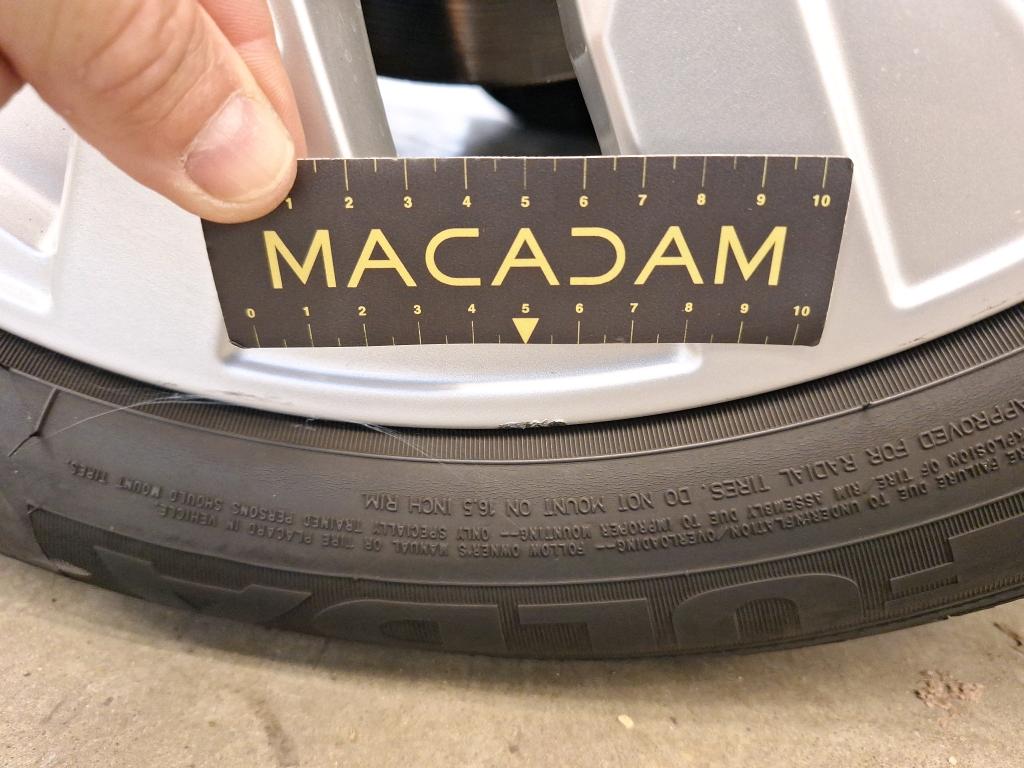 1 2 3 4 5 6 7 8 9 10
MACADAM
0 1 2 3 4 5 6 7 8 9 10
APPROVED FOR RADIAL TIRES. DO NOT MOUNT ON 16.5 INCH RIM
FAILURE DUE TO UNDERINFLATION/OVERLOADING-- FOLLOW OWNER'S MANUAL OR TIRE PLACARD IN VEHICLE.
EXPLOSION OF TIRE RIM ASSEMBLY DUE TO IMPROPER MOUNTING-- ONLY SPECIALLY TRAINED PERSONS SHOULD MOUNT TIRES.
FULDA